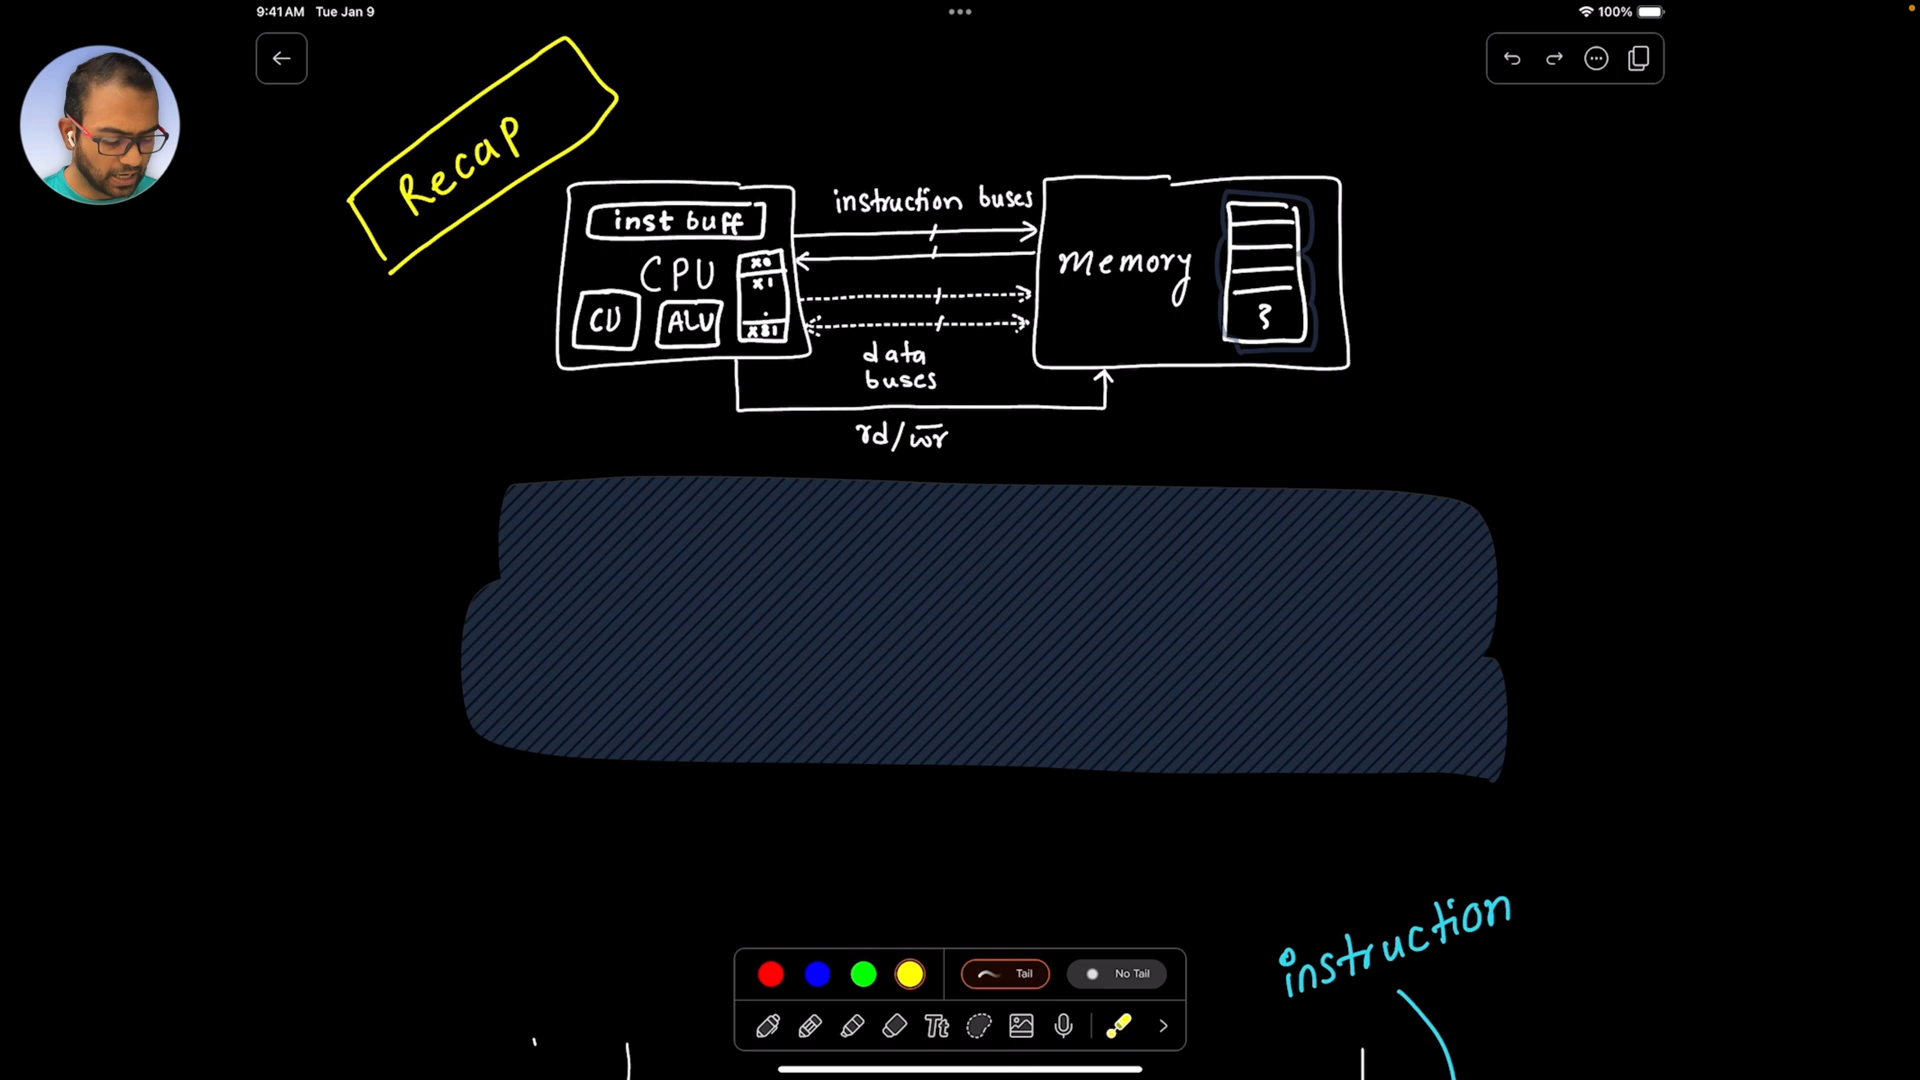 9:41 AM Tue Jan 9
100%
Recap
instruction buses
inst buff
CPU
x0
x1
x31
CU
ALU
Memory
data
buses
rd/w̅r̅
instruction
Tail
No Tail
Tt